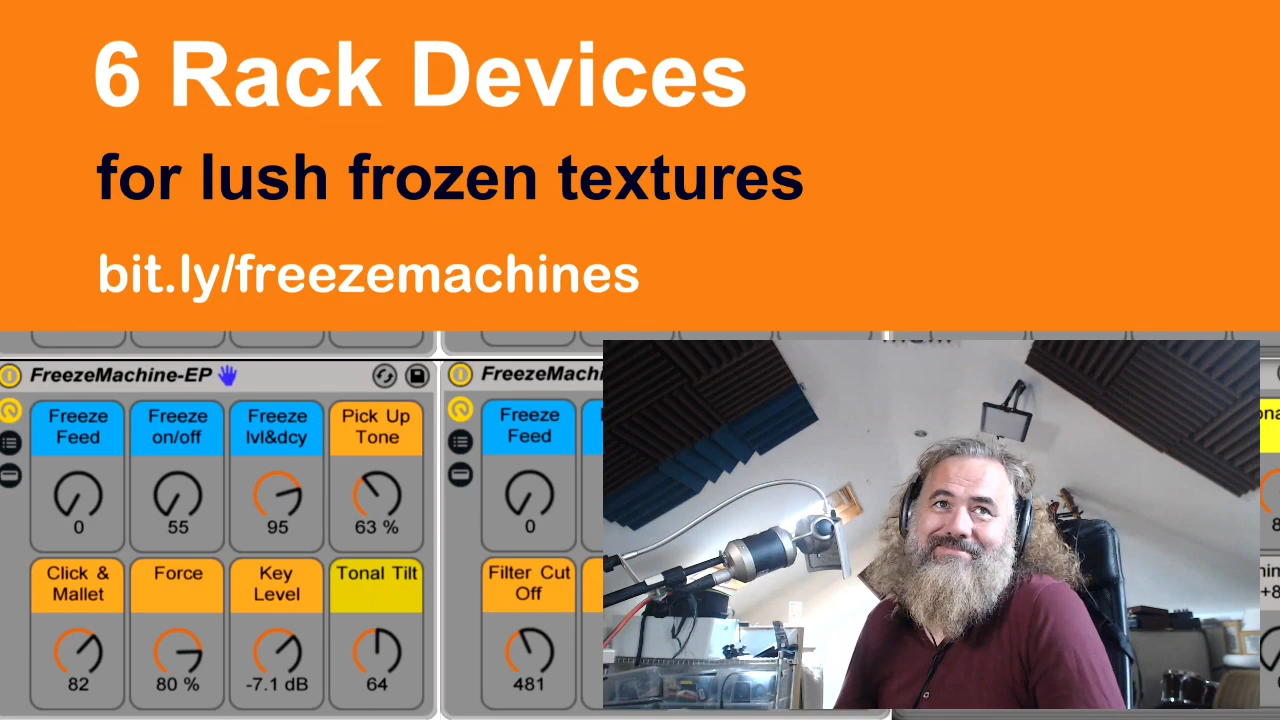 6 Rack Devices
for lush frozen textures
bit.ly/freezemachines
FreezeMachine-EP
Freeze Feed
Freeze on/off
Freeze lvl&dcy
Pick Up Tone
0
55
95
63 %
Click & Mallet
Force
Key Level
Tonal Tilt
82
80 %
-7.1 dB
64
FreezeMachi
Freeze Feed
0
Filter Cut Off
481